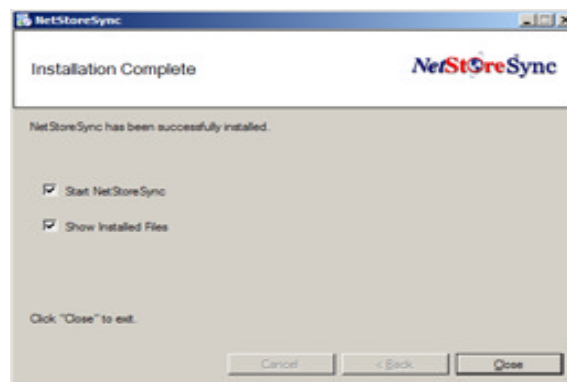 NetStoreSync
Installation Complete
NetStoreSync
NetStoreSync has been successfully installed.
Start NetStoreSync
Show Installed Files
Click "Close" to exit.
Cancel
< Back
Close